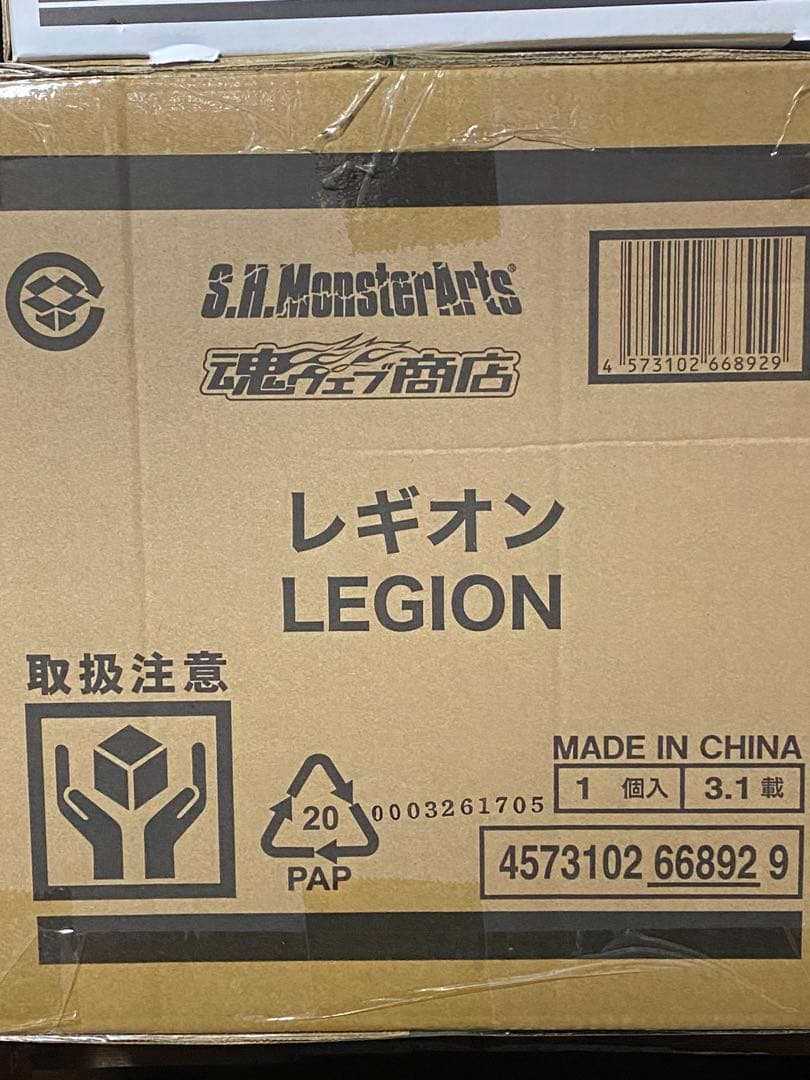 S.H.MonsterArts®
魂ウェブ商店
4 573102 668929
レギオン
LEGION
取扱注意
MADE IN CHINA
1 個入 3.1 載
20
PAP
0003261705
4573102 66892 9